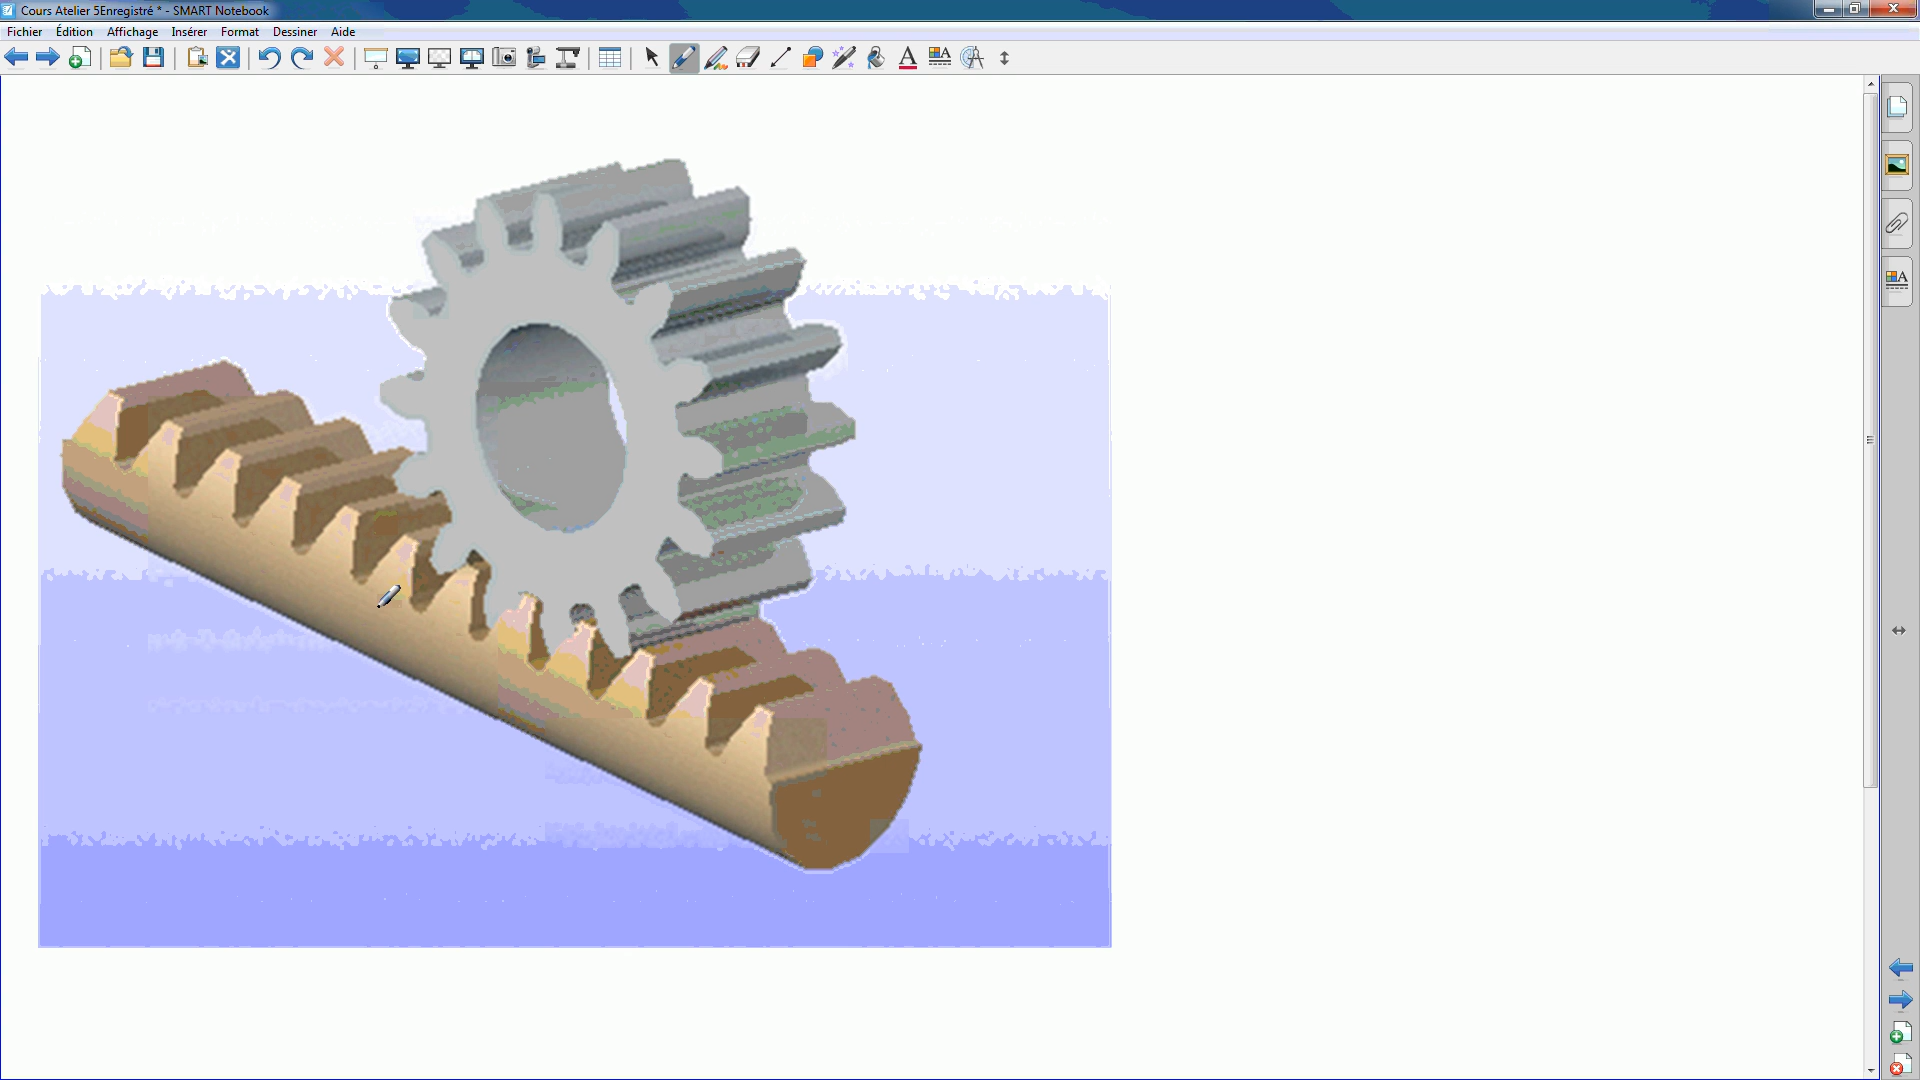 Cours Atelier 5Enregistré * - SMART Notebook
Fichier Édition Affichage Insérer Format Dessiner Aide